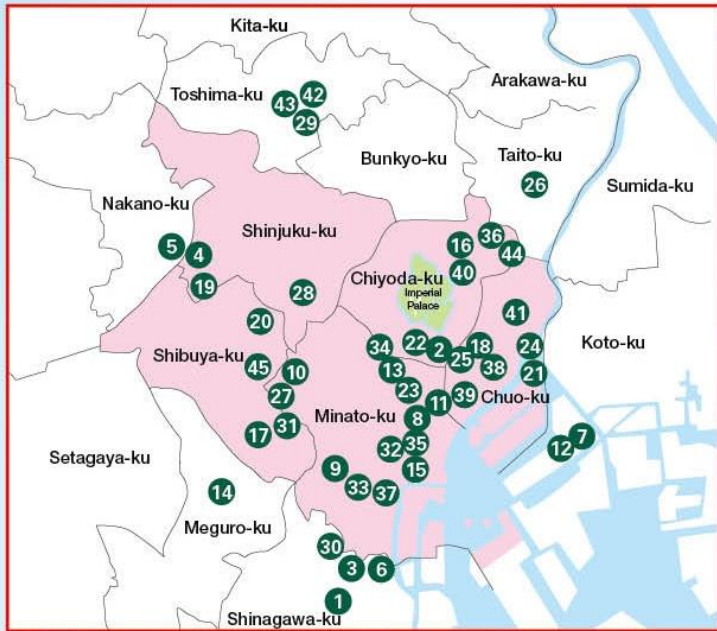 Kita-ku
Toshima-ku
43
42
29
Arakawa-ku
Bunkyo-ku
Taito-ku
26
Sumida-ku
Nakano-ku
5
4
Shinjuku-ku
19
28
16
36
44
Chiyoda-ku
40
Imperial
Palace
20
41
Shibuya-ku
45
10
27
34
22
2
25
18
38
24
21
Koto-ku
13
23
11
39
Chuo-ku
Minato-ku
8
17
31
32
35
15
12
7
Setagaya-ku
14
Meguro-ku
9
33
37
30
3
6
1
Shinagawa-ku